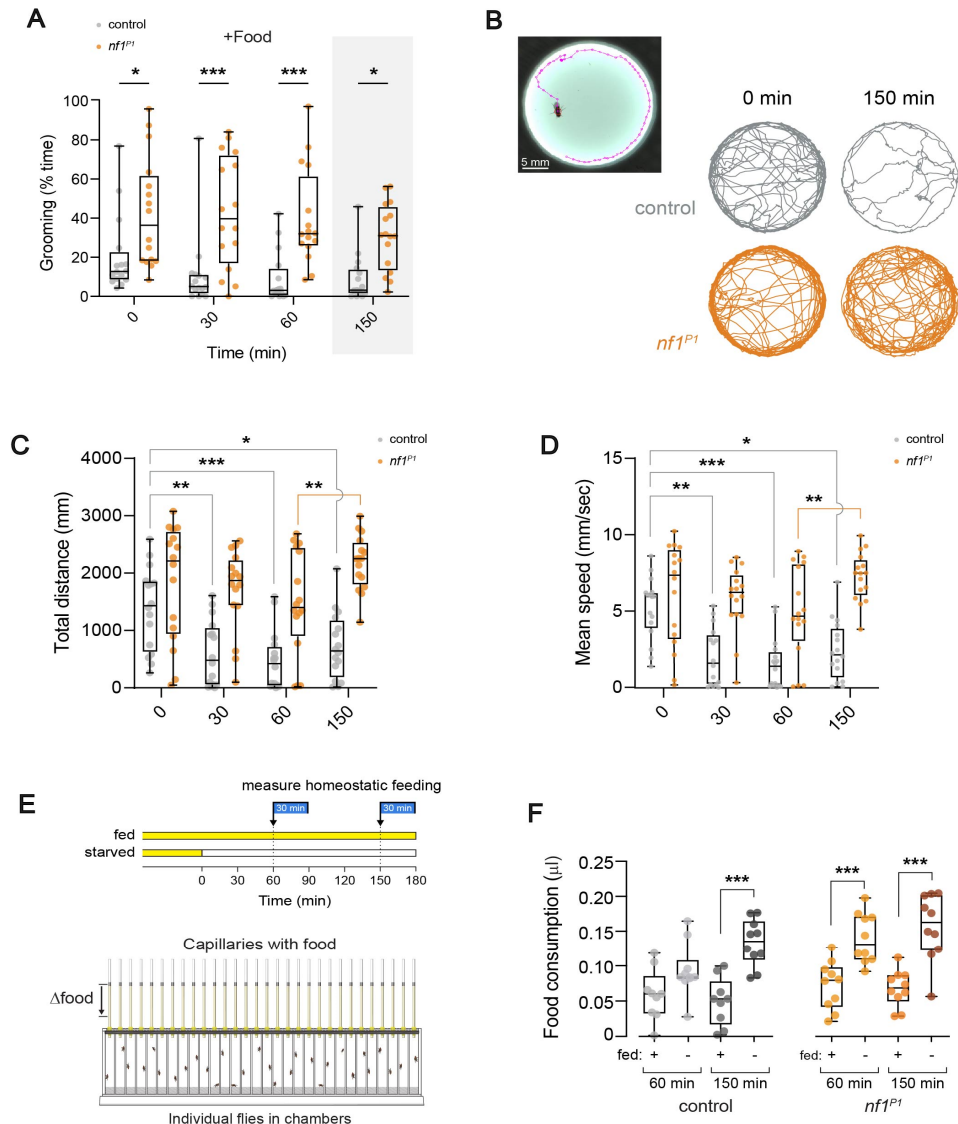 A
control
nf1P1
+Food
*
***
***
*
100
80
60
40
20
0
Grooming (% time)
0
30
60
150
Time (min)
B
5 mm
0 min
150 min
control
nf1P1
C
control
nf1P1
*
***
**
**
4000
3000
2000
1000
0
Total distance (mm)
0
30
60
150
D
control
nf1P1
*
***
**
**
15
10
5
0
Mean speed (mm/sec)
0
30
60
150
E
measure homeostatic feeding
30 min
30 min
fed
starved
0 30 60 90 120 150 180
Time (min)
Capillaries with food
Δfood
Individual flies in chambers
F
***
***
***
0.25
0.20
0.15
0.10
0.05
0
Food consumption (μl)
fed: + - + -
60 min 150 min
control
fed: + - + -
60 min 150 min
nf1P1